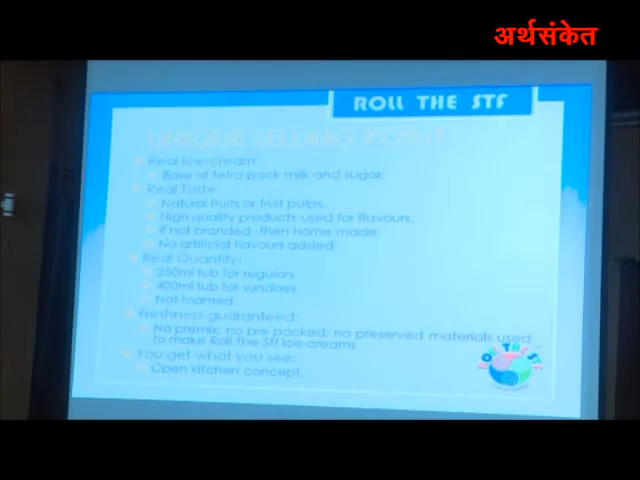 अर्थसंकेत
ROLL THE STF
UNIQUE SELLING POINT
Real Ice-cream:
Base of tetra pack milk and sugar.
Real Taste:
Natural fruits or fruit pulps.
High quality products used for flavours.
If not branded, then home made.
No artificial flavours added.
Real Quantity:
250ml tub for regulars
400ml tub for sundaes
Not foamed.
Freshness guaranteed:
No premix, no pre packed, no preserved materials used
to make Roll The Stf Ice-creams
You get what you see:
Open kitchen concept.
ROLL THE STF